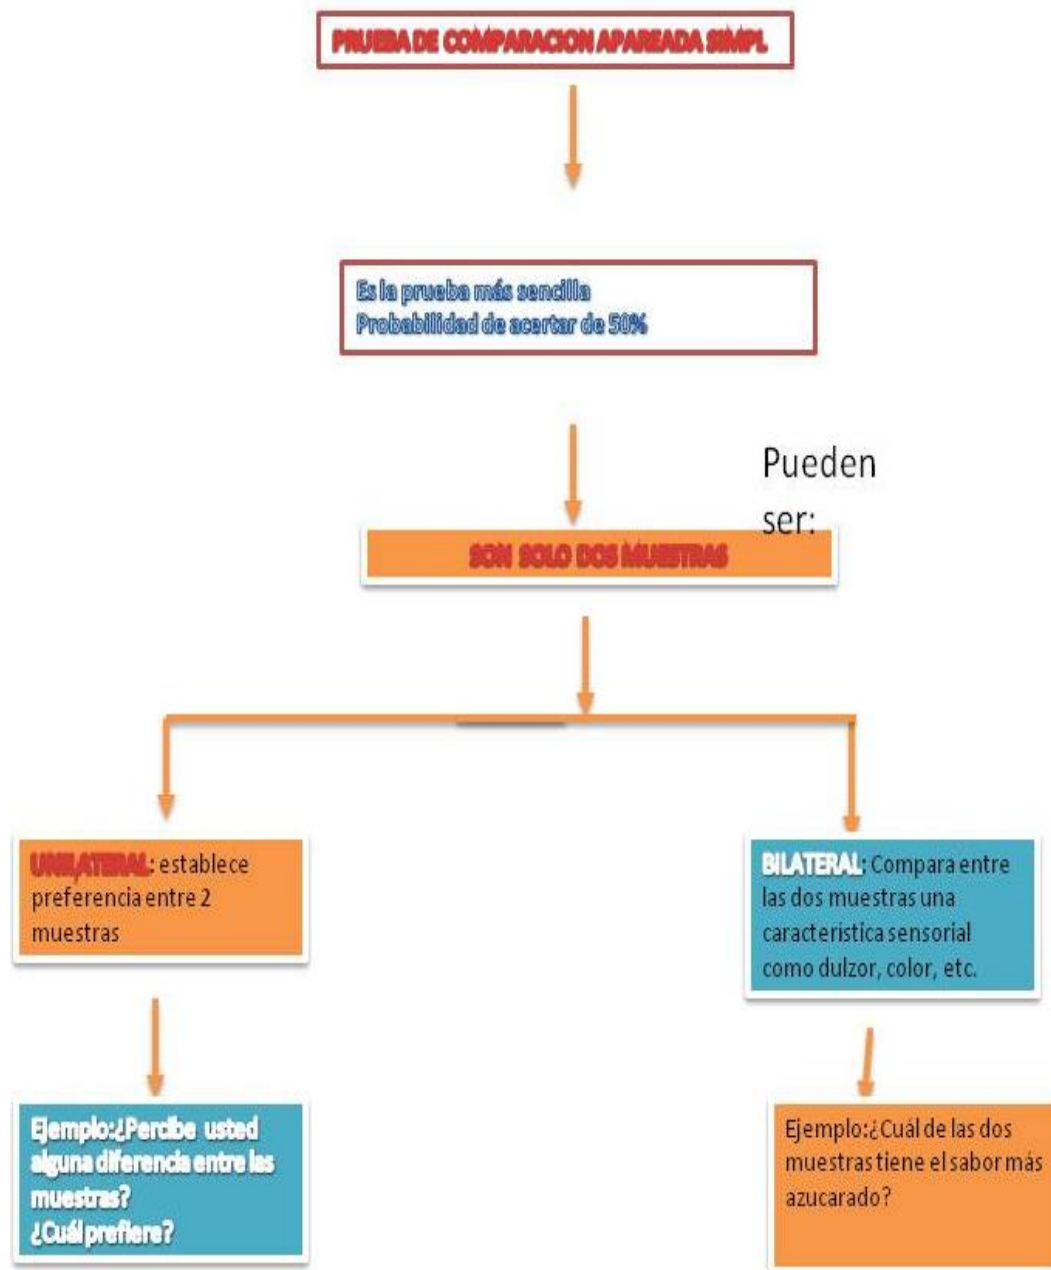 PRUEBA DE COMPARACION APAREADA SIMPL
Es la prueba más sencilla
Probabilidad de acertar de 50%
Pueden
ser:
SON SOLO DOS MUESTRAS
UNILATERAL: establece
preferencia entre 2
muestras
BILATERAL: Compara entre
las dos muestras una
característica sensorial
como dulzor, color, etc.
Ejemplo:¿Percibe usted
alguna diferencia entre las
muestras?
¿Cuál prefiere?
Ejemplo:¿Cuál de las dos
muestras tiene el sabor más
azucarado?